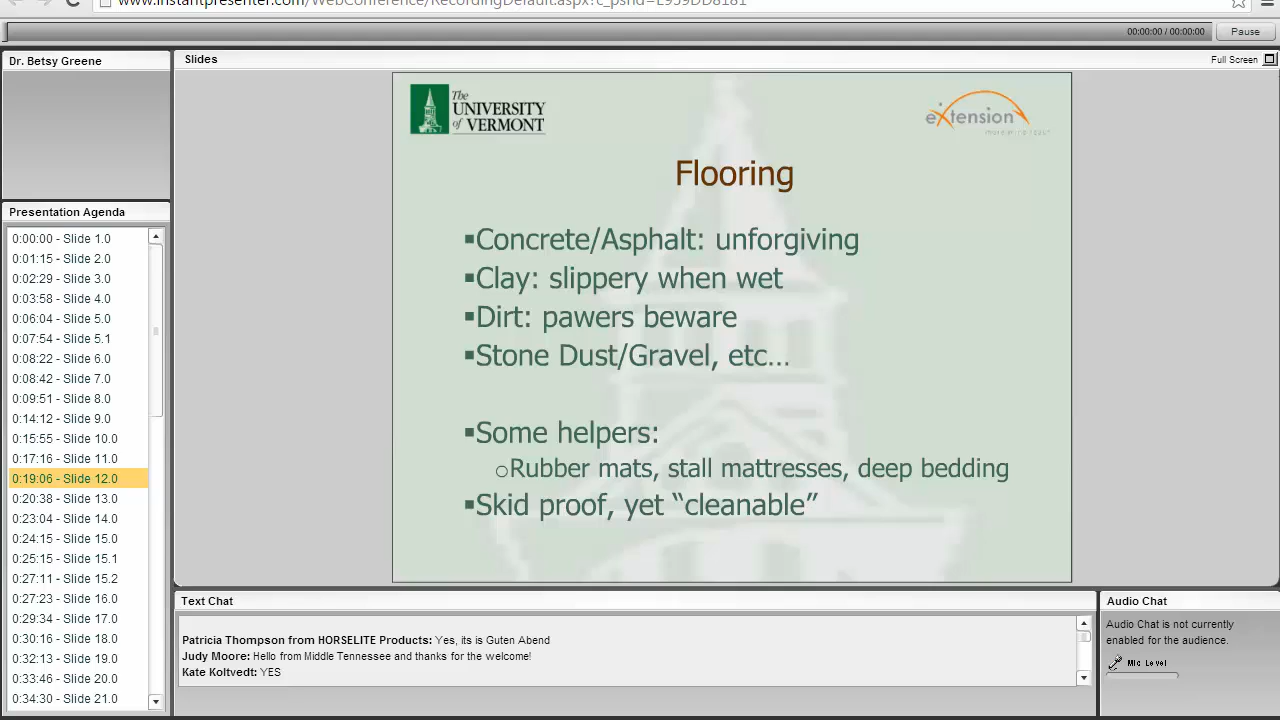 www.instantpresenter.com/WebConference/RecordingDefault.aspx?c_psrid=E959DD8181
00:00:00 / 00:00:00
Pause
Dr. Betsy Greene
Slides
Full Screen
The
UNIVERSITY
of VERMONT
eXtension
Flooring
▪Concrete/Asphalt: unforgiving
▪Clay: slippery when wet
▪Dirt: pawers beware
▪Stone Dust/Gravel, etc…
▪Some helpers:
oRubber mats, stall mattresses, deep bedding
▪Skid proof, yet “cleanable”
Presentation Agenda
0:00:00 - Slide 1.0
0:01:15 - Slide 2.0
0:02:29 - Slide 3.0
0:03:58 - Slide 4.0
0:06:04 - Slide 5.0
0:07:54 - Slide 5.1
0:08:22 - Slide 6.0
0:08:42 - Slide 7.0
0:09:51 - Slide 8.0
0:14:12 - Slide 9.0
0:15:55 - Slide 10.0
0:17:16 - Slide 11.0
0:19:06 - Slide 12.0
0:20:38 - Slide 13.0
0:23:04 - Slide 14.0
0:24:15 - Slide 15.0
0:25:15 - Slide 15.1
0:27:11 - Slide 15.2
0:27:23 - Slide 16.0
0:29:34 - Slide 17.0
0:30:16 - Slide 18.0
0:32:13 - Slide 19.0
0:33:46 - Slide 20.0
0:34:30 - Slide 21.0
Text Chat
Patricia Thompson from HORSELITE Products: Yes, its is Guten Abend
Judy Moore: Hello from Middle Tennessee and thanks for the welcome!
Kate Koltvedt: YES
Audio Chat
Audio Chat is not currently
enabled for the audience.
Mic Level